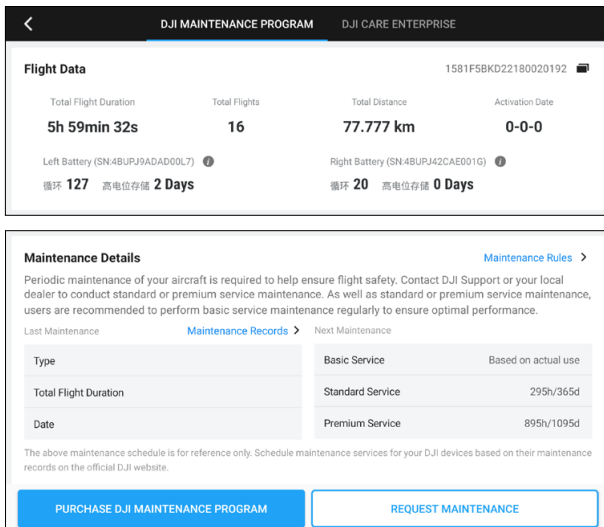 DJI MAINTENANCE PROGRAM DJI CARE ENTERPRISE
Flight Data 1581F5BKD22180020192
Total Flight Duration Total Flights Total Distance Activation Date
5h 59min 32s 16 77.777 km 0-0-0
Left Battery (SN:4BUPJ9ADAD00L7) Right Battery (SN:4BUPJ42CAE001G)
循环 127 高电位存储 2 Days 循环 20 高电位存储 0 Days
Maintenance Details Maintenance Rules
Periodic maintenance of your aircraft is required to help ensure flight safety. Contact DJI Support or your local
dealer to conduct standard or premium service maintenance. As well as standard or premium service maintenance,
users are recommended to perform basic service maintenance regularly to ensure optimal performance.
Last Maintenance Maintenance Records Next Maintenance
Type Basic Service Based on actual use
Total Flight Duration Standard Service 295h/365d
Date Premium Service 895h/1095d
The above maintenance schedule is for reference only. Schedule maintenance services for your DJI devices based on their maintenance
records on the official DJI website.
PURCHASE DJI MAINTENANCE PROGRAM REQUEST MAINTENANCE